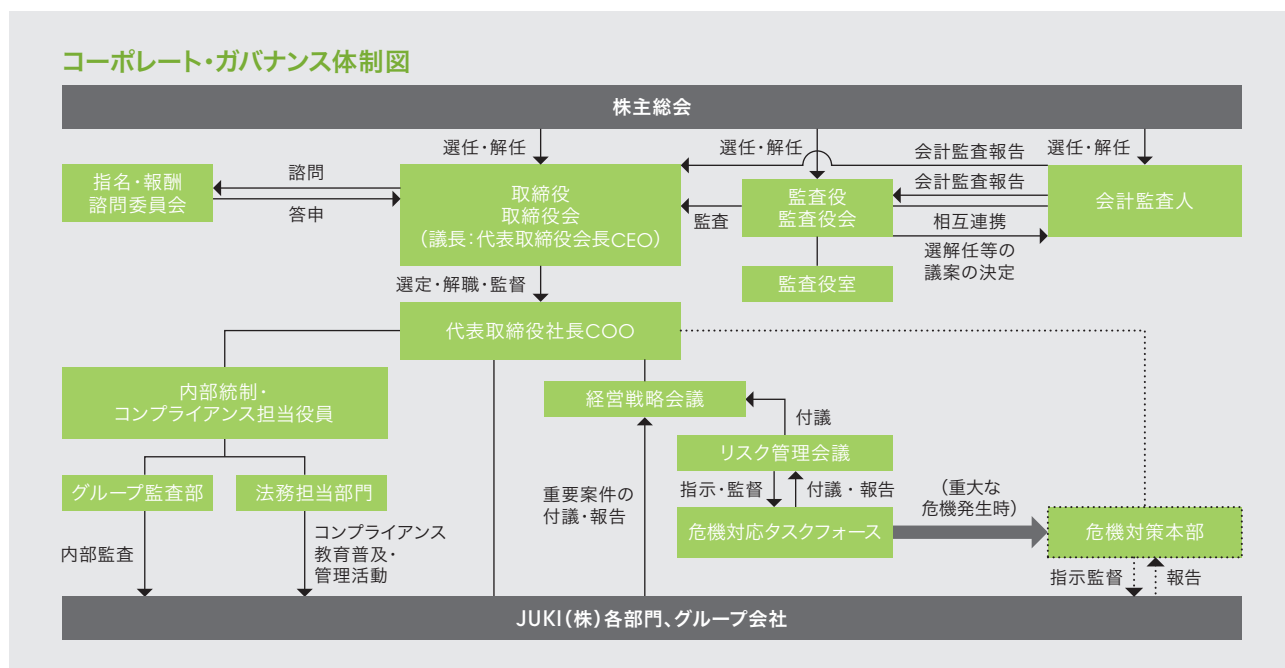 コーポレート・ガバナンス体制図
株主総会
選任・解任
選任・解任
会計監査報告
選任・解任
指名・報酬
諮問委員会
諮問
答申
取締役
取締役会
（議長：代表取締役会長CEO）
監査
監査役
監査役会
会計監査報告
相互連携
選解任等の
議案の決定
会計監査人
監査役室
選定・解職・監督
代表取締役社長COO
内部統制・
コンプライアンス担当役員
経営戦略会議
付議
リスク管理会議
グループ監査部
法務担当部門
重要案件の
付議・報告
指示・監督
付議・報告
（重大な
危機発生時）
危機対応タスクフォース
危機対策本部
内部監査
コンプライアンス
教育普及・
管理活動
指示監督
報告
JUKI（株）各部門、グループ会社